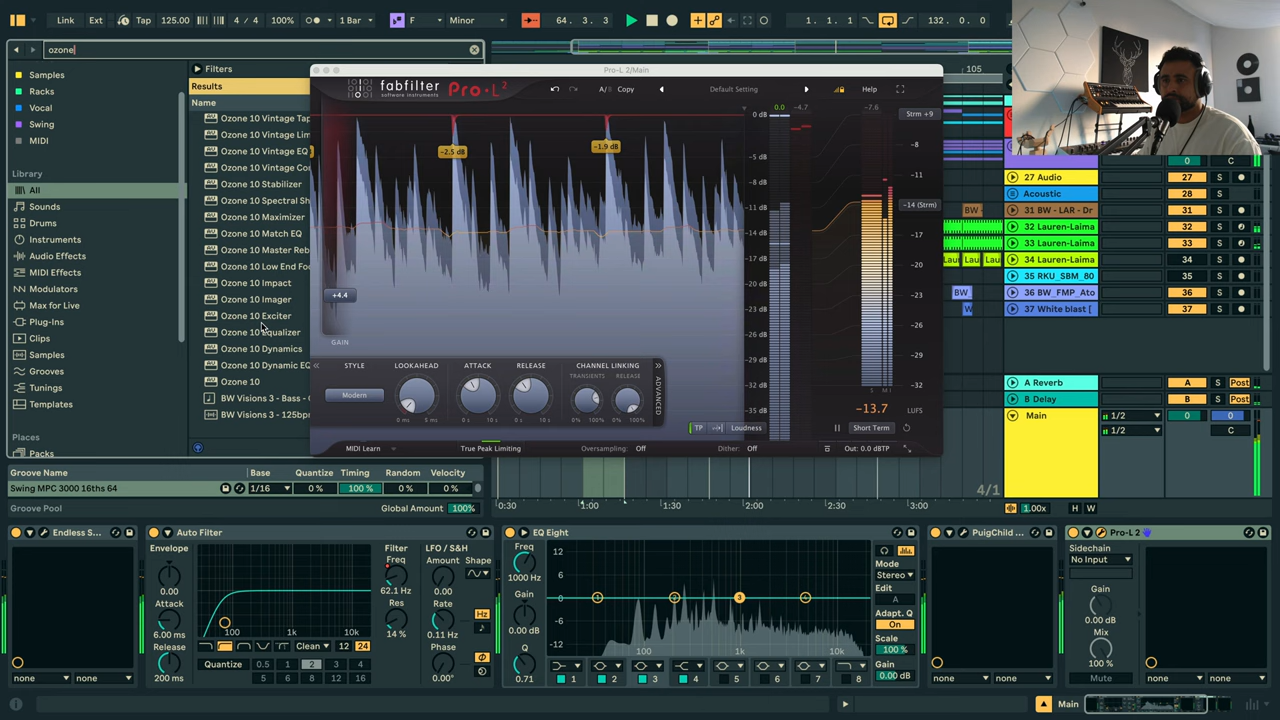 Link Ext Tap 125.00 4 / 4 100% 1 Bar F Minor 64. 3. 3 1. 1. 1 132. 0. 0
ozone
Filters
Results
Name
Samples
Racks
Vocal
Swing
MIDI
Library
All
Sounds
Drums
Instruments
Audio Effe
MIDI Effect
Modulators
Max for Live
Plug-Ins
Clips
Samples
Grooves
Tunings
Templates
Places
Packs
Ozone 10 Vintage Tap
Ozone 10 Vintage Lim
Ozone 10 Vintage EQ
Ozone 10 Vintage Co
Ozone 10 Stabilizer
Ozone 10 Spectral Sh
Ozone 10 Maximizer
Ozone 10 Match EQ
Ozone 10 Master Re
Ozone 10 Low End Fo
Ozone 10 Impact
Ozone 10 Imager
Ozone 10 Exciter
Ozone 10 Equalizer
Ozone 10 Dynamics
Ozone 10 Dynamic EQ
Ozone 10
BW Visions 3 - Bass -
BW Visions 3 - 125bp
Pro-L 2/Main
fabfilter
software instruments
Pro·L 2
A/B Copy Default Setting Help
0.0 -4.7 -7.6 Strm +9
0 dB
-5 dB
-8 dB
-11 dB
-14 dB
-17 dB
-20 dB
-23 dB
-26 dB
-29 dB
-32 dB
-35 dB
-8
-11
-14 (Strm)
-17
-20
-23
-26
-29
-32
-2.5 dB
-1.9 dB
+4.4
GAIN
STYLE LOOKAHEAD ATTACK RELEASE CHANNEL LINKING
TRANSIENTS RELEASE
Modern
0 ms 5 ms
0% 100% 0% 100%
ADVANCED
S M I
-13.7 LUFS
TP Loudness Short Term
MIDI Learn True Peak Limiting Oversampling: Off Dither: Off Out: 0.0 dBTP
105
0 C
27 Audio 27 S
Acoustic 28 S
31 BW - LAR - Dr 31 S
32 Lauren-Laima 32 S
33 Lauren-Laima 33 S
34 Lauren-Laima 34 S
35 RKU_SBM_80 35 S
36 BW_FMP_Ato 36 S
37 White blast [ 37 S
BW -
Lau Lau Lau
BW
W
A Reverb A S Post
B Delay B S Post
Main 1/2 0 0
1/2 C
1.00x H W
0:30 1:00 1:30 2:00 3:00
4/1
Groove Name Base Quantize Timing Random Velocity
Swing MPC 3000 16ths 64 1/16 0 % 100 % 0 % 0 %
Groove Pool Global Amount 100%
Endless S...
none none
Auto Filter
Envelope
0.00
Attack
6.00 ms
Release
200 ms
100 1k 10k
Clean 12 24
Quantize 0.5 1 2 3 4
5 6 8 12 16
Filter
Freq
62.1 Hz
Res
14 %
LFO / S&H
Amount Shape
0.00
Rate Hz
0.11 Hz
Phase
0.00°
EQ Eight
Freq
1000 Hz
Gain
0.00 dB
Q
0.71
12
6
0
-6
-12
100 1k 10k
1 2 3 4
1 2 3 4 5 6 7 8
Mode
Stereo
Edit
A
Adapt. Q
On
Scale
100 %
Gain
0.00 dB
PuigChild ...
none none
Pro-L 2
Sidechain
No Input
Gain
0.00 dB
Mix
100 %
Mute
none none
Main